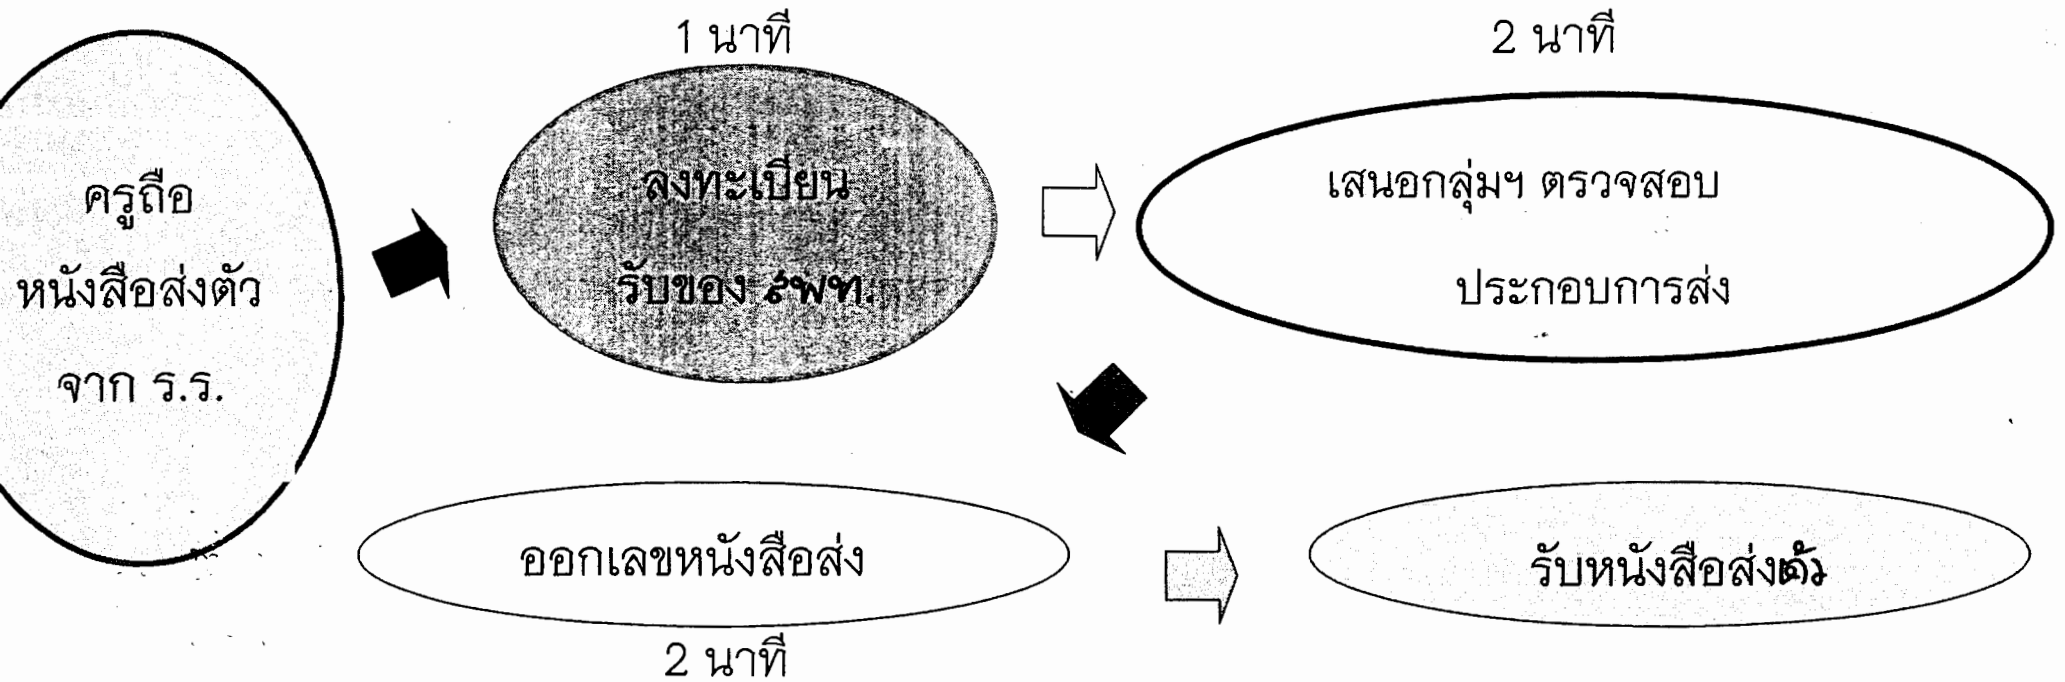 1 นาที
2 นาที
ครูถือ
หนังสือส่งตัว
จาก ร.ร.
ลงทะเบียน
รับของ สพท.
เสนอกลุ่มฯ ตรวจสอบ
ประกอบการส่ง
ออกเลขหนังสือส่ง
2 นาที
รับหนังสือส่งตัว